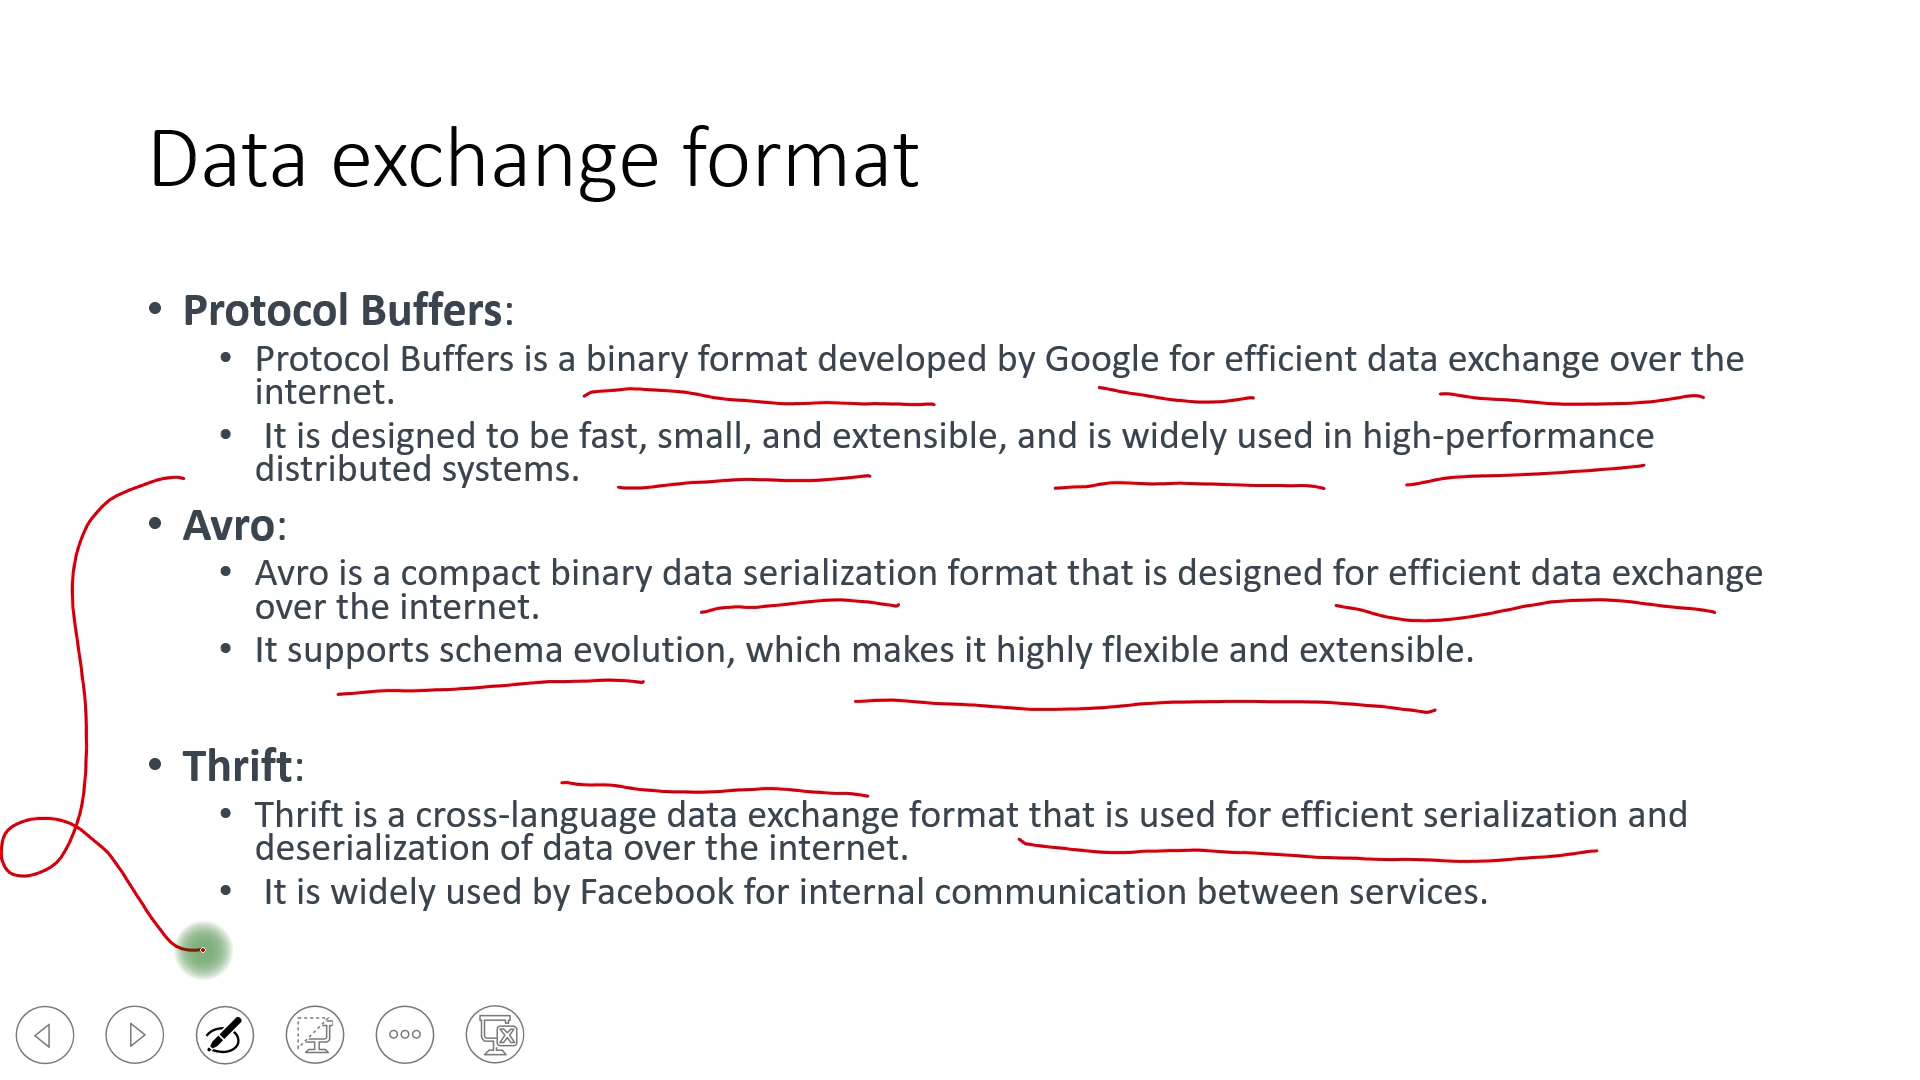 Data exchange format
• Protocol Buffers:
• Protocol Buffers is a binary format developed by Google for efficient data exchange over the
internet.
• It is designed to be fast, small, and extensible, and is widely used in high-performance
distributed systems.
• Avro:
• Avro is a compact binary data serialization format that is designed for efficient data exchange
over the internet.
• It supports schema evolution, which makes it highly flexible and extensible.
• Thrift:
• Thrift is a cross-language data exchange format that is used for efficient serialization and
deserialization of data over the internet.
• It is widely used by Facebook for internal communication between services.